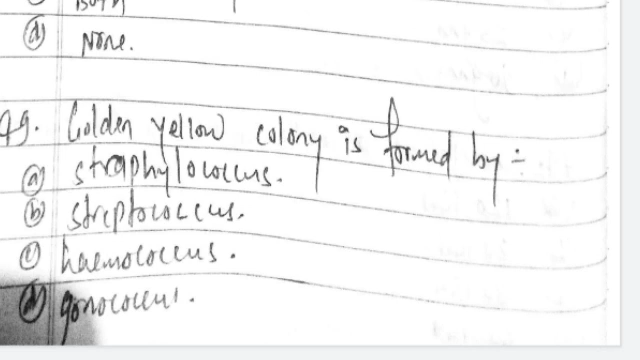 (d) None.
49. Golden yellow colony is formed by :-
(a) straphylococcus.
(b) streptococcus.
(c) haemococcus.
(d) gonococcus.